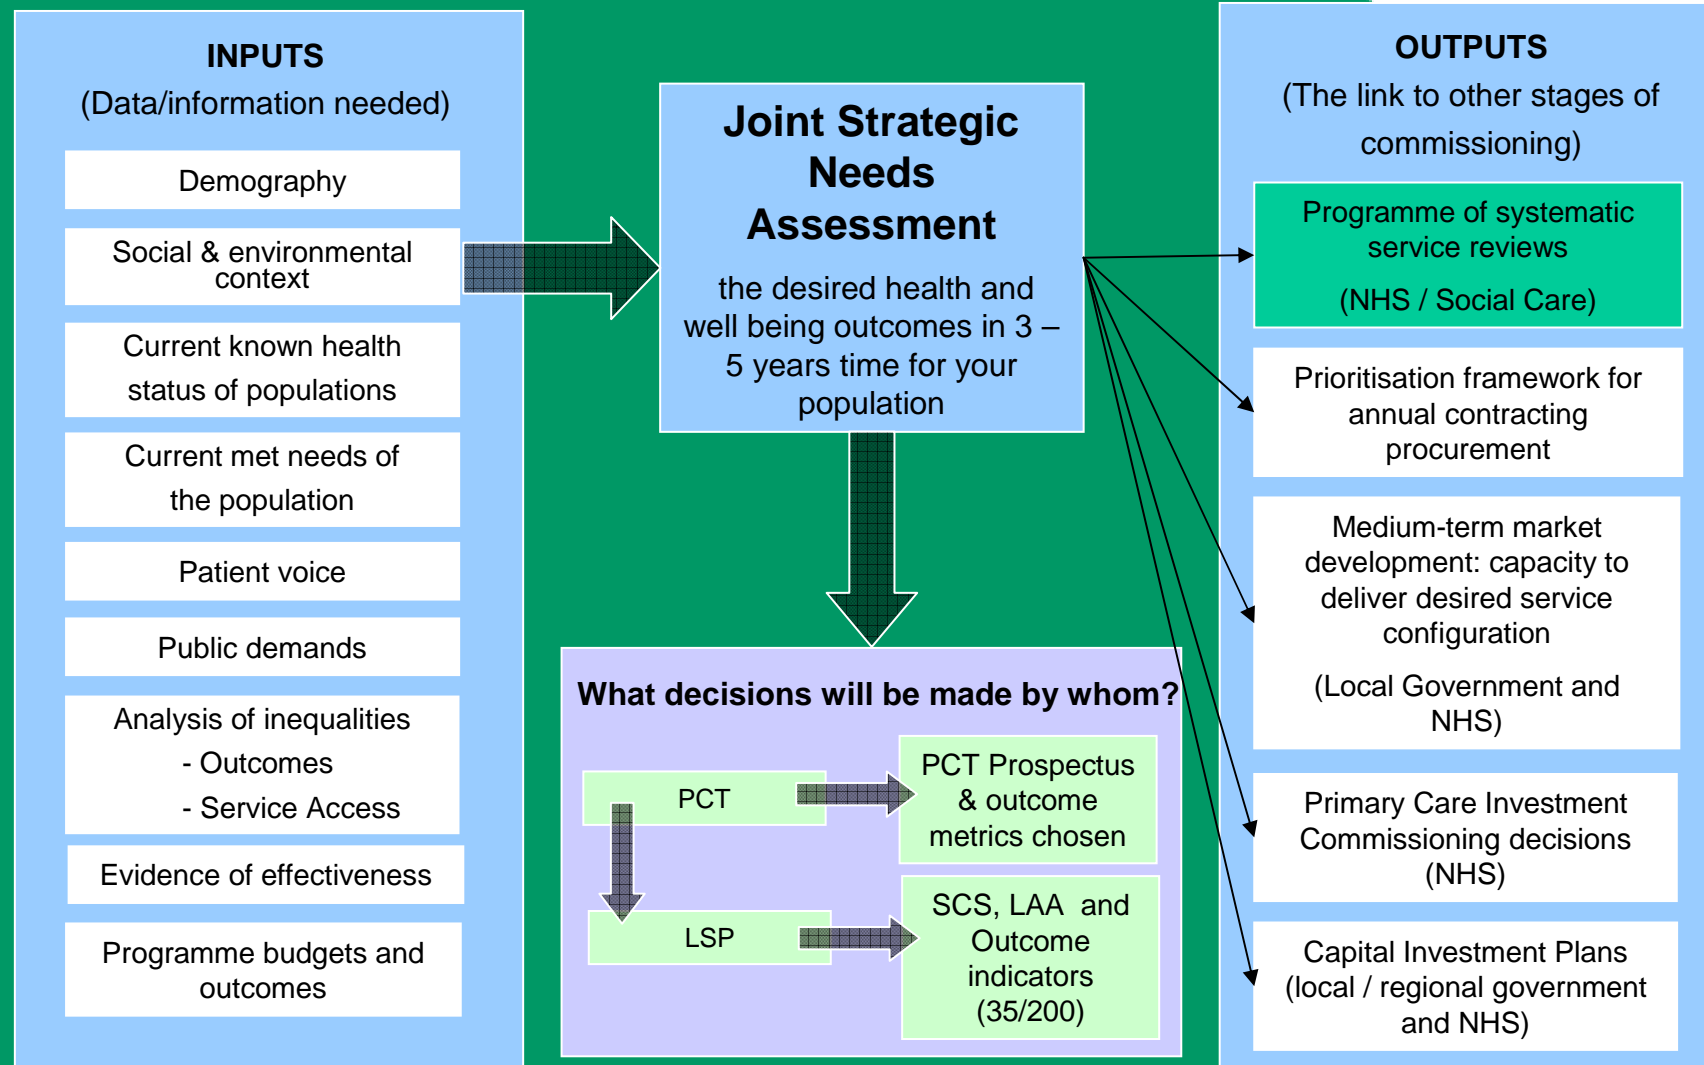 INPUTS
(Data/information needed)
Demography
Social & environmental
context
Current known health
status of populations
Current met needs of
the population
Patient voice
Public demands
Analysis of inequalities
- Outcomes
- Service Access
Evidence of effectiveness
Programme budgets and
outcomes
Joint Strategic
Needs
Assessment
the desired health and
well being outcomes in 3 –
5 years time for your
population
What decisions will be made by whom?
PCT
PCT Prospectus
& outcome
metrics chosen
LSP
SCS, LAA and
Outcome
indicators
(35/200)
OUTPUTS
(The link to other stages of
commissioning)
Programme of systematic
service reviews
(NHS / Social Care)
Prioritisation framework for
annual contracting
procurement
Medium-term market
development: capacity to
deliver desired service
configuration
(Local Government and
NHS)
Primary Care Investment
Commissioning decisions
(NHS)
Capital Investment Plans
(local / regional government
and NHS)